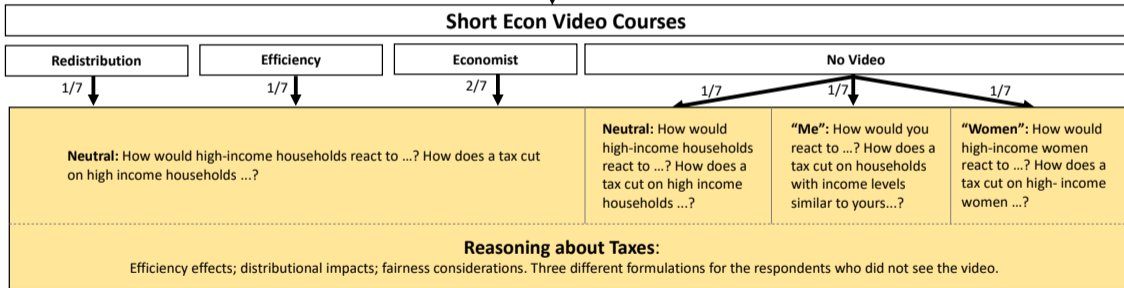 Short Econ Video Courses
Redistribution
Efficiency
Economist
No Video
1/7
1/7
2/7
1/7
1/7
1/7
Neutral: How would high-income households react to ...? How does a tax cut
on high income households ...?
Neutral: How would
high-income households
react to ...? How does a
tax cut on high income
households ...?
“Me”: How would you
react to ...? How does a
tax cut on households
with income levels
similar to yours...?
“Women”: How would
high-income women
react to ...? How does a
tax cut on high- income
women ...?
Reasoning about Taxes:
Efficiency effects; distributional impacts; fairness considerations. Three different formulations for the respondents who did not see the video.